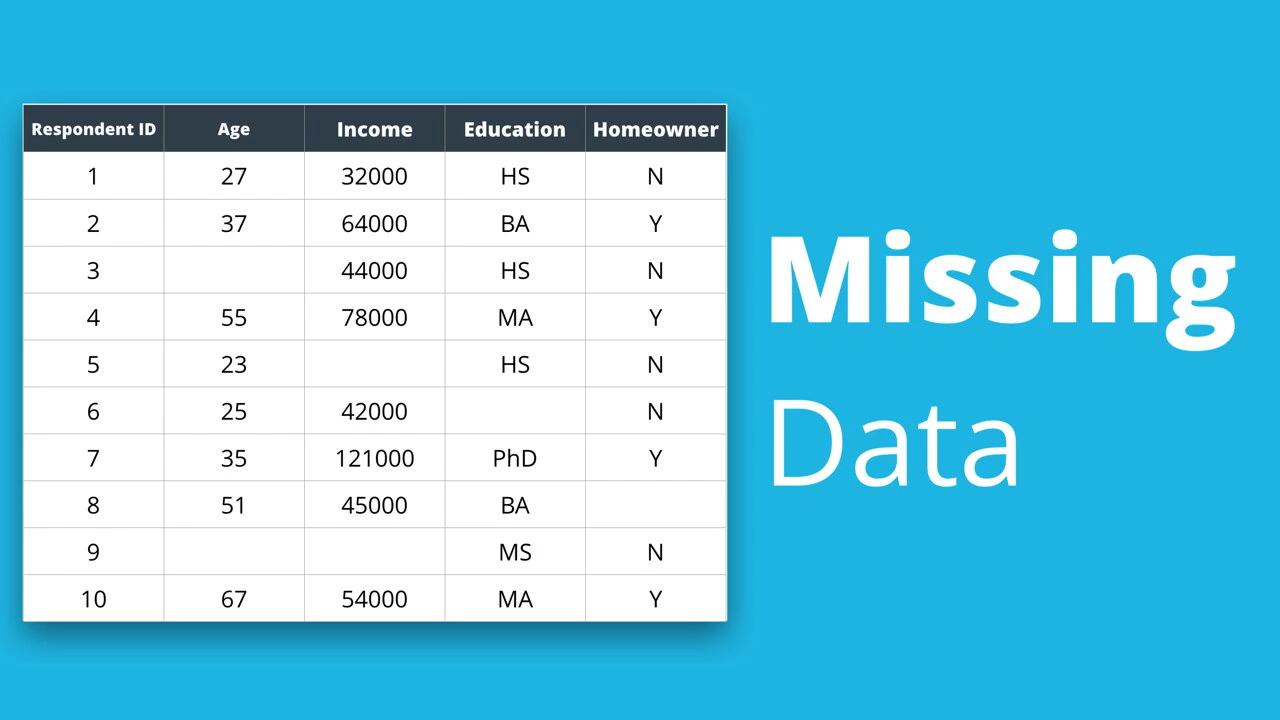 Respondent ID Age Income Education Homeowner
1 27 32000 HS N
2 37 64000 BA Y
3 44000 HS N
4 55 78000 MA Y
5 23 HS N
6 25 42000 N
7 35 121000 PhD Y
8 51 45000 BA
9 MS N
10 67 54000 MA Y
Missing
Data